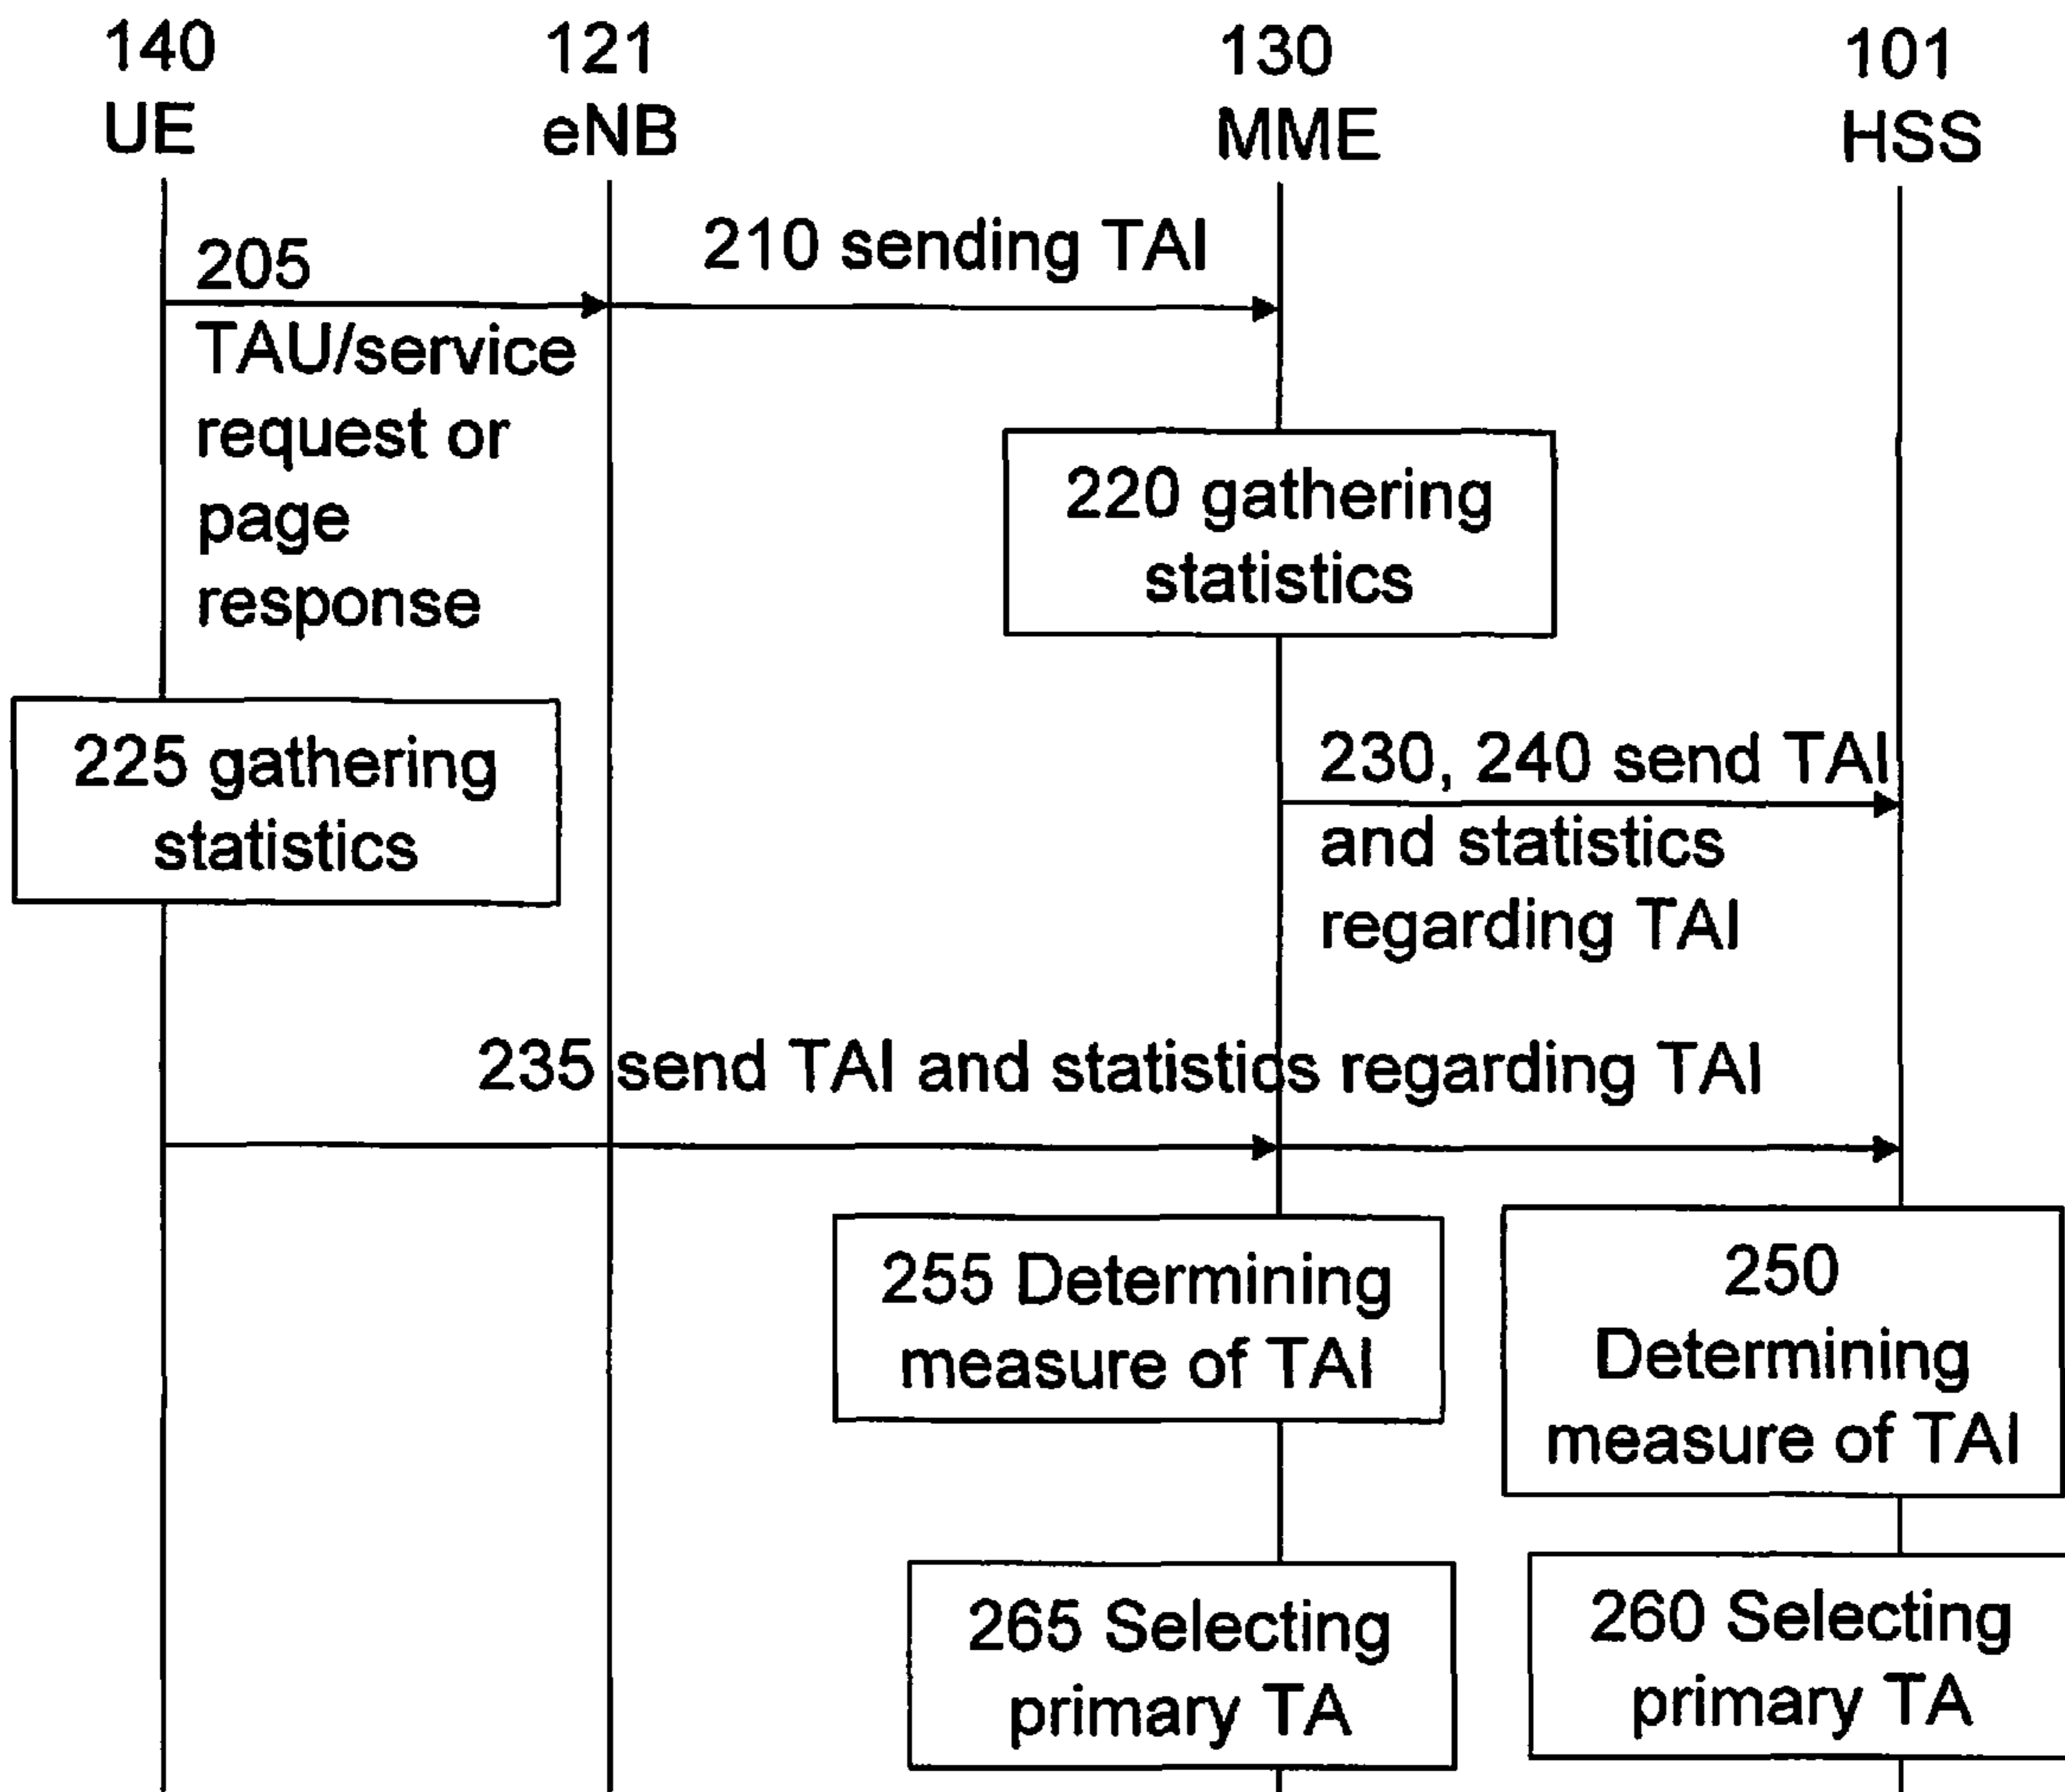 140
UE
121
eNB
130
MME
101
HSS
205
TAU/service
request or
page
response
210 sending TAI
220 gathering
statistics
225 gathering
statistics
230, 240 send TAI
and statistics
regarding TAI
235 send TAI and statistics regarding TAI
255 Determining
measure of TAI
250
Determining
measure of TAI
265 Selecting
primary TA
260 Selecting
primary TA